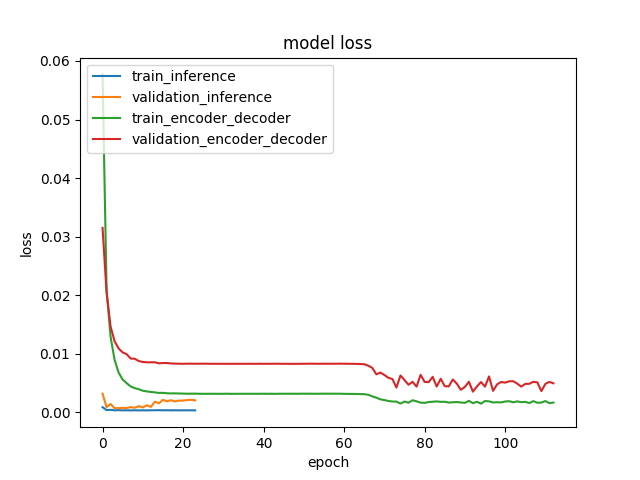 model loss
train_inference
validation_inference
train_encoder_decoder
validation_encoder_decoder
0.06
0.05
0.04
0.03
0.02
0.01
0.00
loss
0 20 40 60 80 100
epoch